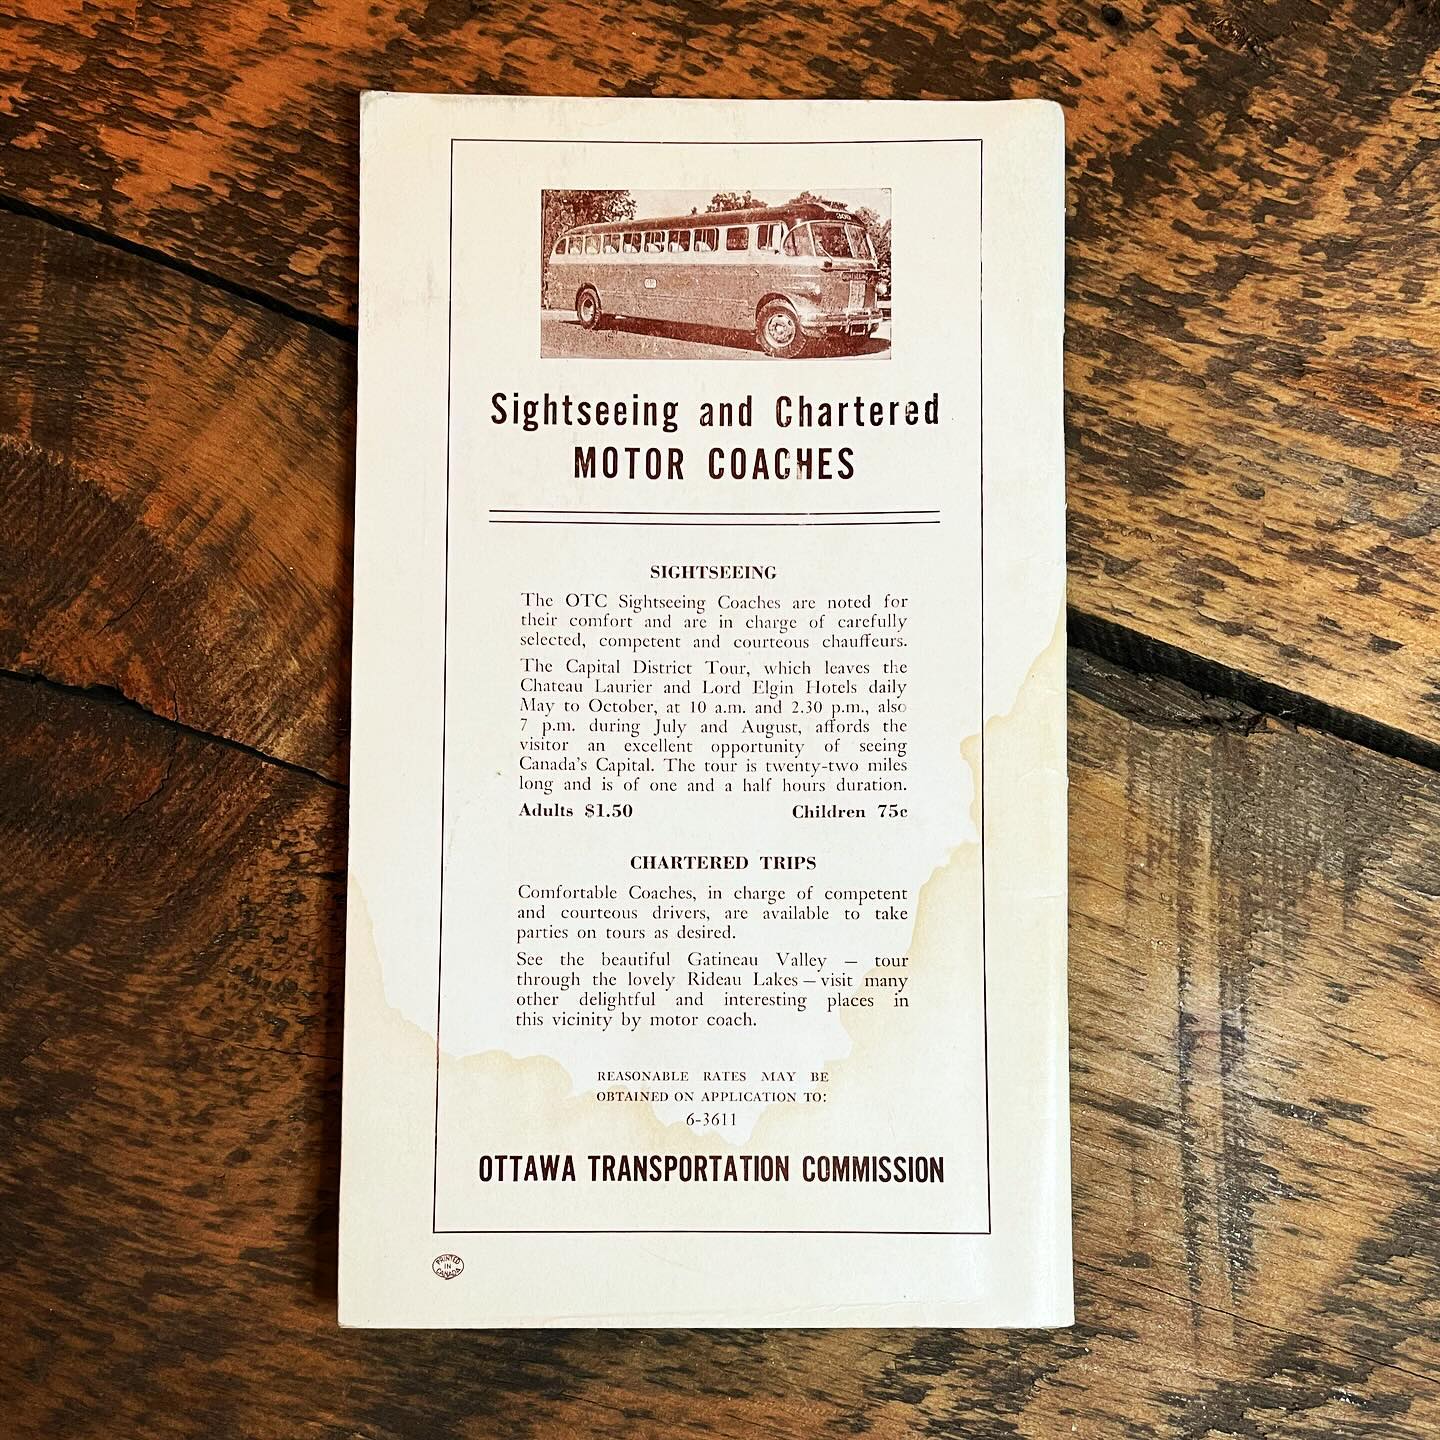 300
SIGHTSEEING
Sightseeing and Chartered
MOTOR COACHES
SIGHTSEEING
The OTC Sightseeing Coaches are noted for
their comfort and are in charge of carefully
selected, competent and courteous chauffeurs.
The Capital District Tour, which leaves the
Chateau Laurier and Lord Elgin Hotels daily
May to October, at 10 a.m. and 2.30 p.m., also
7 p.m. during July and August, affords the
visitor an excellent opportunity of seeing
Canada's Capital. The tour is twenty-two miles
long and is of one and a half hours duration.
Adults $1.50 Children 75c
CHARTERED TRIPS
Comfortable Coaches, in charge of competent
and courteous drivers, are available to take
parties on tours as desired.
See the beautiful Gatineau Valley — tour
through the lovely Rideau Lakes — visit many
other delightful and interesting places in
this vicinity by motor coach.
REASONABLE RATES MAY BE
OBTAINED ON APPLICATION TO:
6-3611
OTTAWA TRANSPORTATION COMMISSION
PRINTED
IN
CANADA